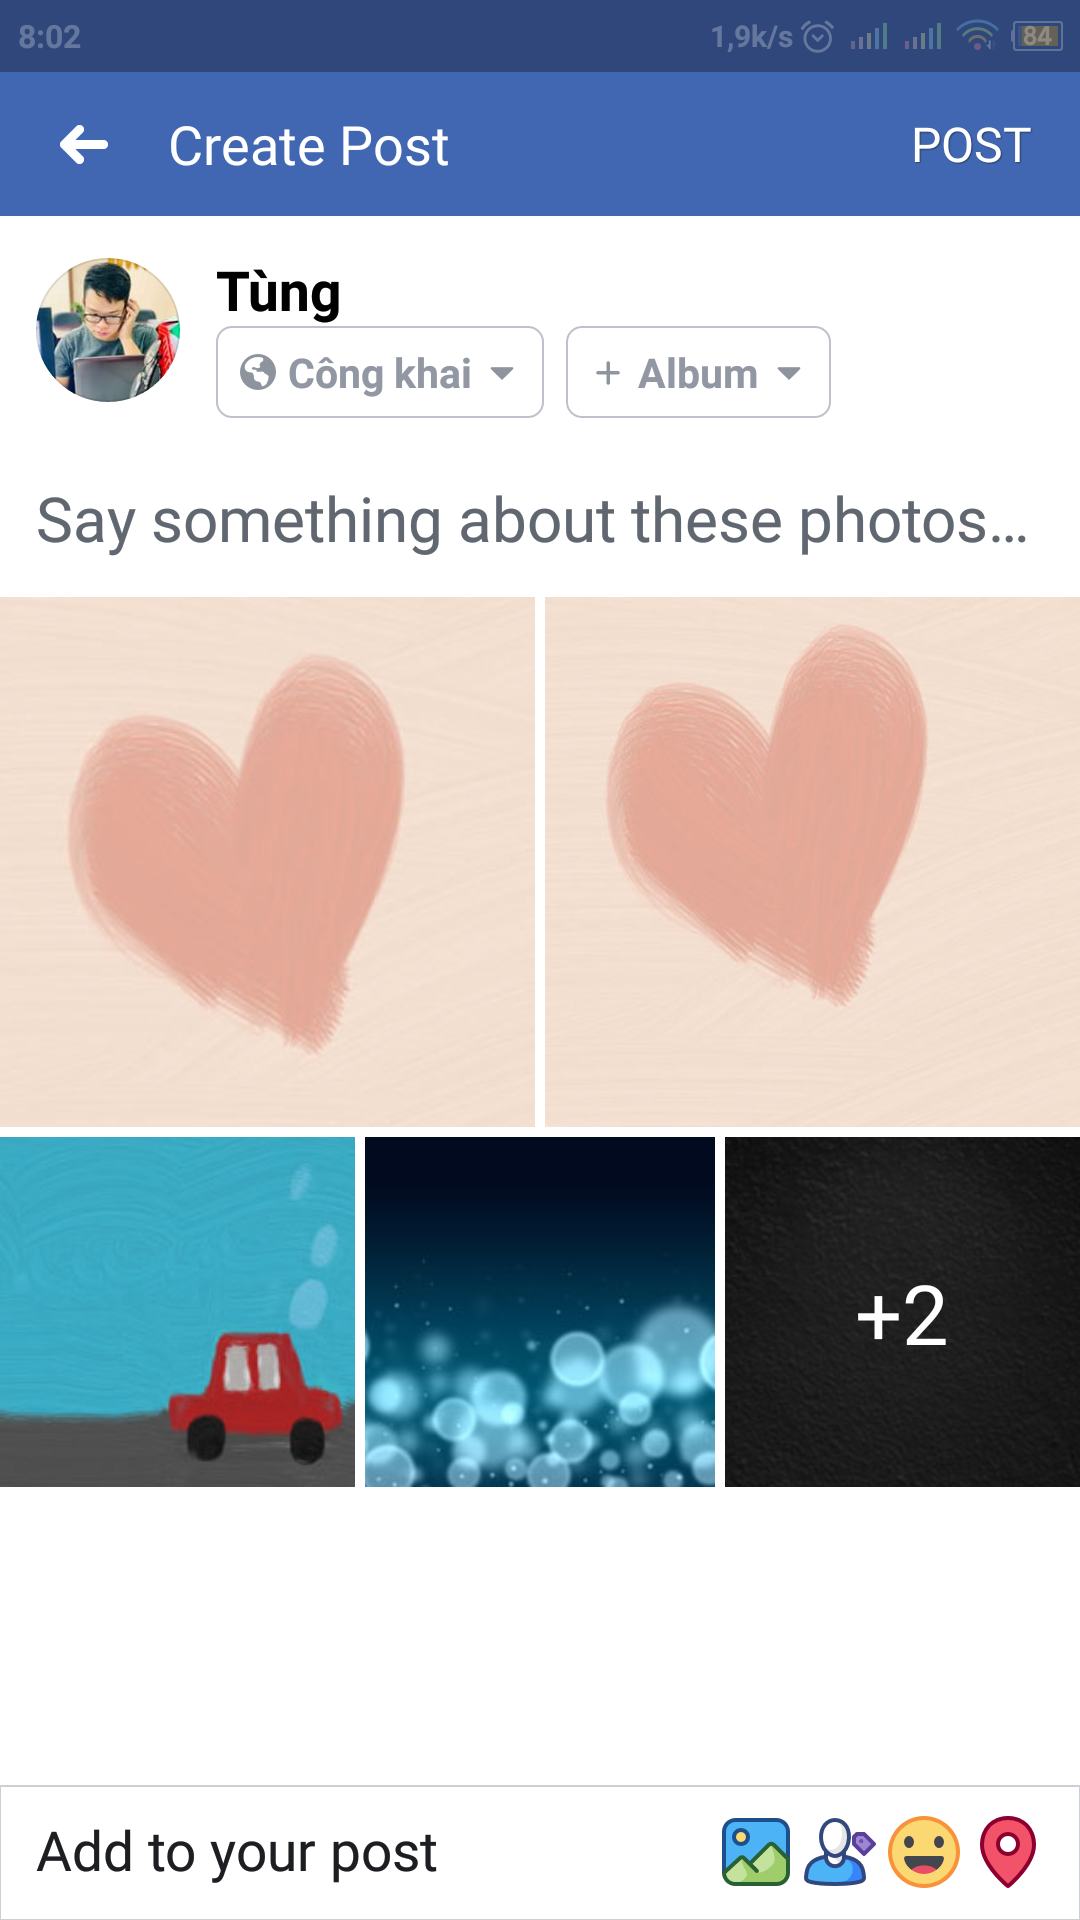 8:02 1,9k/s 84
Create Post POST
Tùng
Công khai + Album
Say something about these photos...
+2
Add to your post